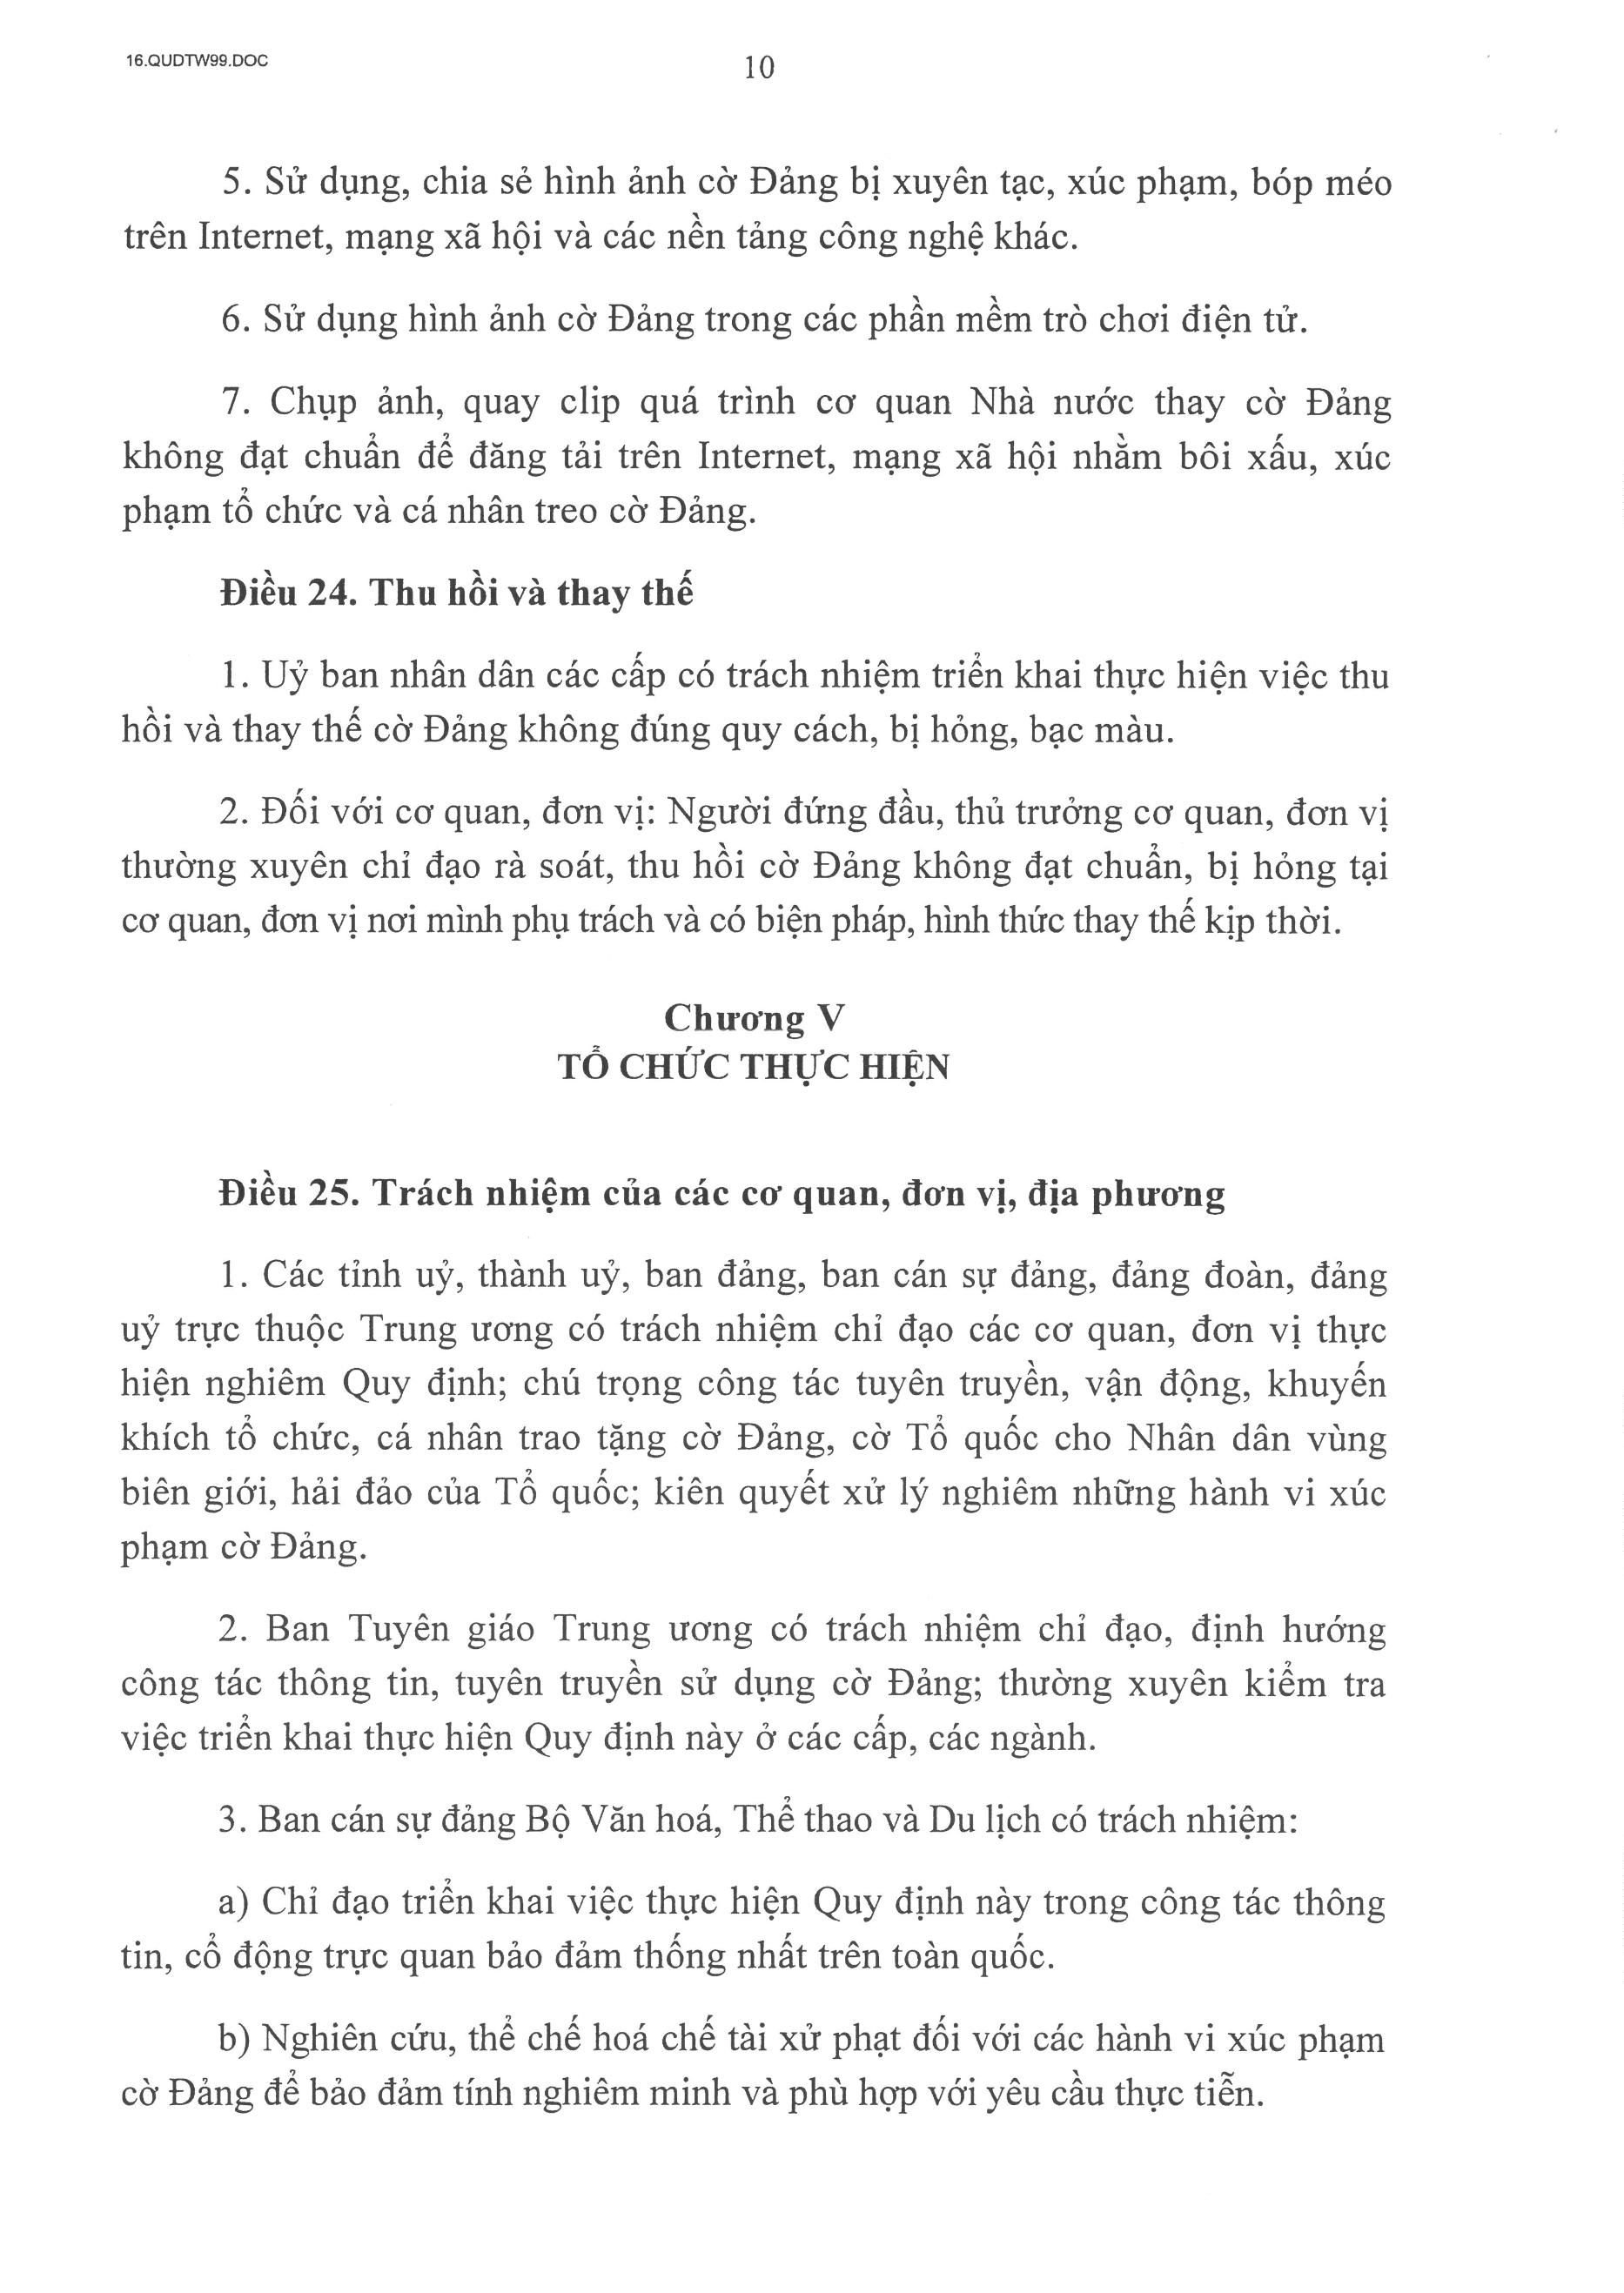 16.QUDTW99.DOC
10
5. Sử dụng, chia sẻ hình ảnh cờ Đảng bị xuyên tạc, xúc phạm, bóp méo
trên Internet, mạng xã hội và các nền tảng công nghệ khác.
6. Sử dụng hình ảnh cờ Đảng trong các phần mềm trò chơi điện tử.
7. Chụp ảnh, quay clip quá trình cơ quan Nhà nước thay cờ Đảng
không đạt chuẩn để đăng tải trên Internet, mạng xã hội nhằm bôi xấu, xúc
phạm tổ chức và cá nhân treo cờ Đảng.
Điều 24. Thu hồi và thay thế
1. Uỷ ban nhân dân các cấp có trách nhiệm triển khai thực hiện việc thu
hồi và thay thế cờ Đảng không đúng quy cách, bị hỏng, bạc màu.
2. Đối với cơ quan, đơn vị: Người đứng đầu, thủ trưởng cơ quan, đơn vị
thường xuyên chỉ đạo rà soát, thu hồi cờ Đảng không đạt chuẩn, bị hỏng tại
cơ quan, đơn vị nơi mình phụ trách và có biện pháp, hình thức thay thế kịp thời.
Chương V
TỔ CHỨC THỰC HIỆN
Điều 25. Trách nhiệm của các cơ quan, đơn vị, địa phương
1. Các tỉnh uỷ, thành uỷ, ban đảng, ban cán sự đảng, đảng đoàn, đảng
uỷ trực thuộc Trung ương có trách nhiệm chỉ đạo các cơ quan, đơn vị thực
hiện nghiêm Quy định; chú trọng công tác tuyên truyền, vận động, khuyến
khích tổ chức, cá nhân trao tặng cờ Đảng, cờ Tổ quốc cho Nhân dân vùng
biên giới, hải đảo của Tổ quốc; kiên quyết xử lý nghiêm những hành vi xúc
phạm cờ Đảng.
2. Ban Tuyên giáo Trung ương có trách nhiệm chỉ đạo, định hướng
công tác thông tin, tuyên truyền sử dụng cờ Đảng; thường xuyên kiểm tra
việc triển khai thực hiện Quy định này ở các cấp, các ngành.
3. Ban cán sự đảng Bộ Văn hoá, Thể thao và Du lịch có trách nhiệm:
a) Chỉ đạo triển khai việc thực hiện Quy định này trong công tác thông
tin, cổ động trực quan bảo đảm thống nhất trên toàn quốc.
b) Nghiên cứu, thể chế hoá chế tài xử phạt đối với các hành vi xúc phạm
cờ Đảng để bảo đảm tính nghiêm minh và phù hợp với yêu cầu thực tiễn.